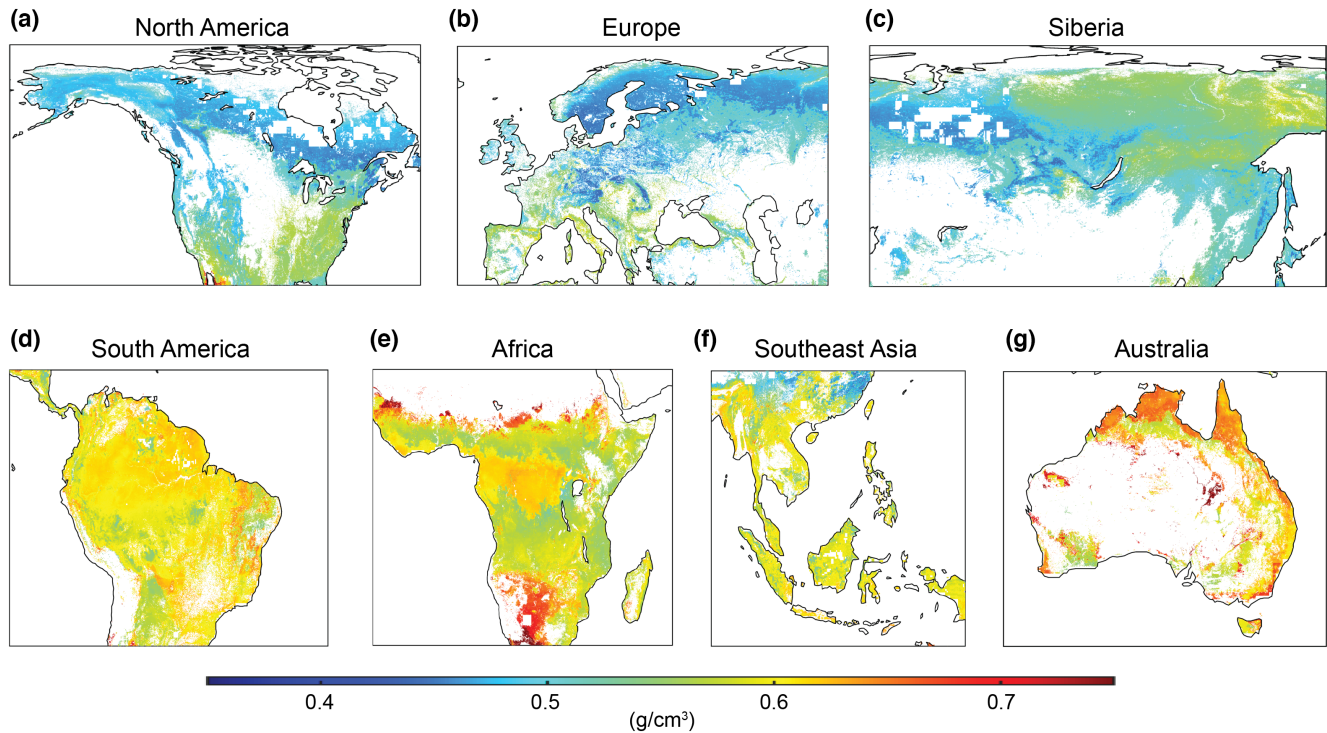 (a) North America
(b) Europe
(c) Siberia
(d) South America
(e) Africa
(f) Southeast Asia
(g) Australia
0.4 0.5 0.6 0.7
(g/cm³)